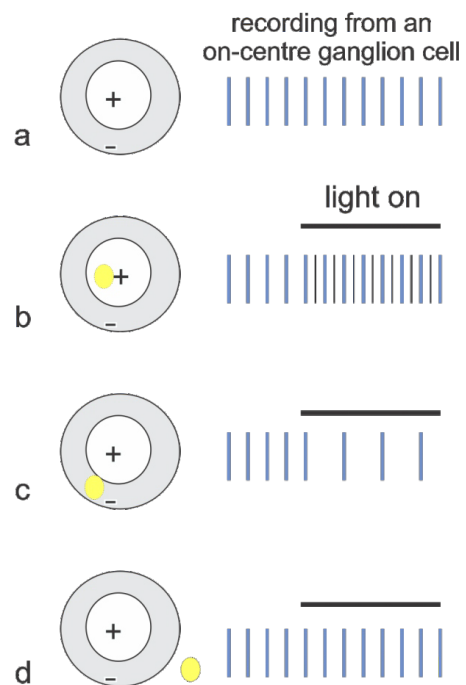 recording from an
on-centre ganglion cell
+
-
a
light on
+
-
b
+
-
c
+
-
d